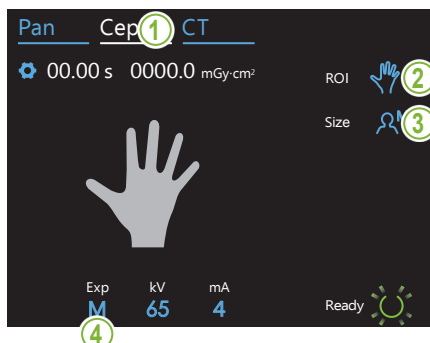 Pan Cep 1 CT
00.00 s 0000.0 mGy·cm²
ROI 2
Size 3
Exp kV mA
M 65 4
Ready
4